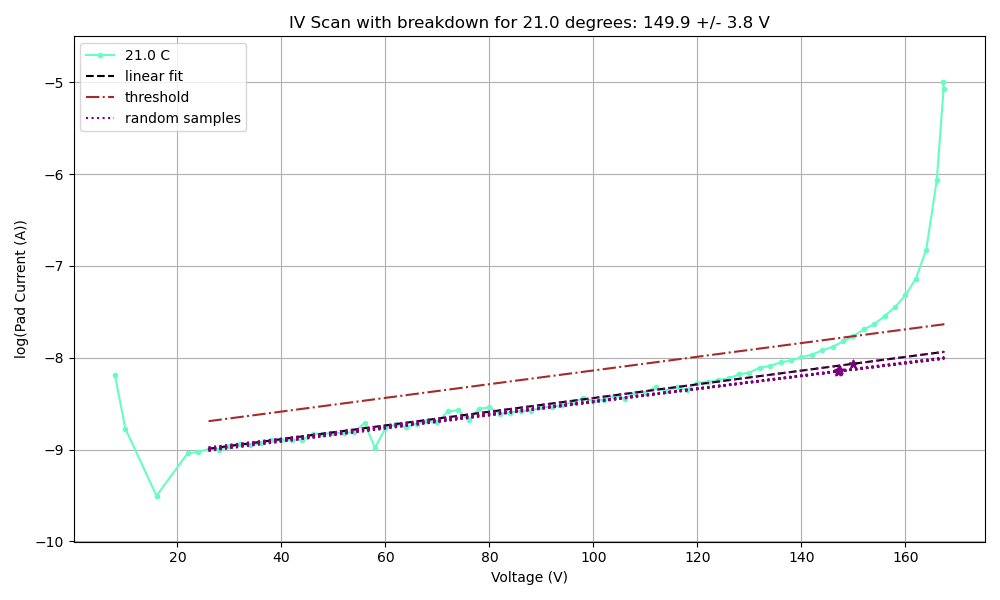 IV Scan with breakdown for 21.0 degrees: 149.9 +/- 3.8 V
21.0 C
linear fit
threshold
random samples
log(Pad Current (A))
−5
−6
−7
−8
−9
−10
20 40 60 80 100 120 140 160
Voltage (V)